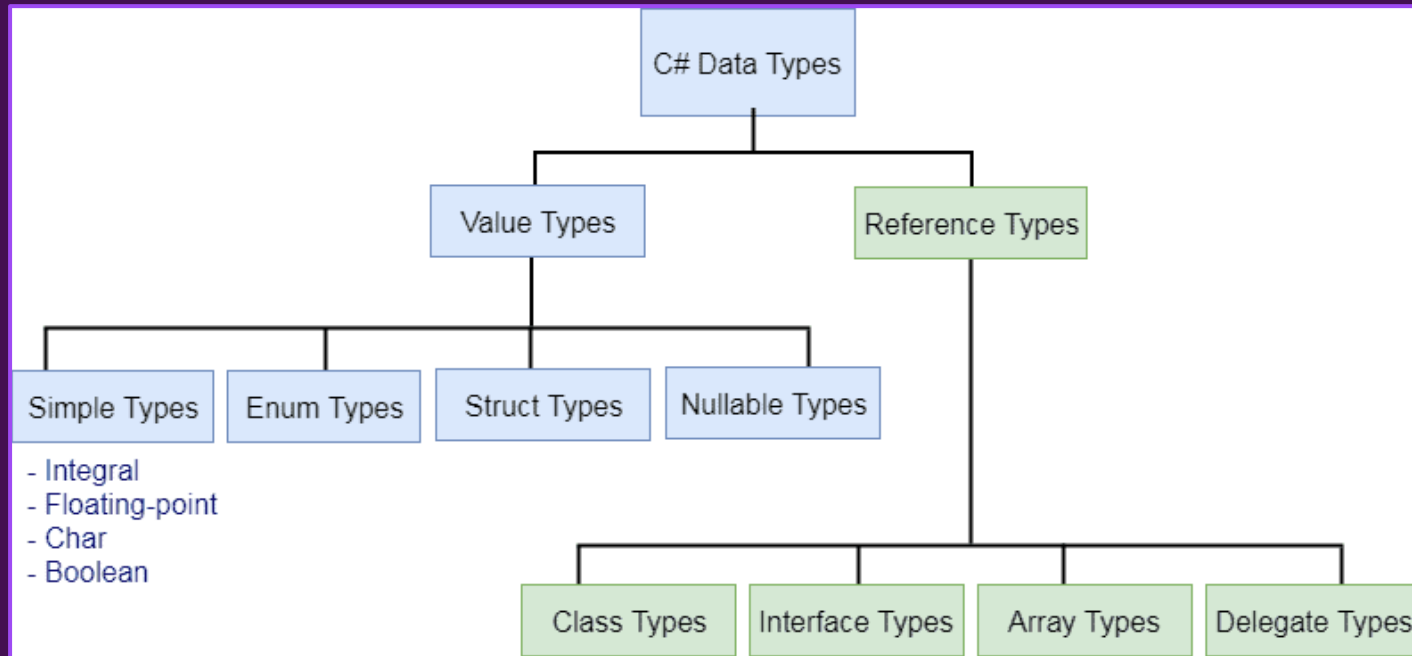 C# Data Types
Value Types
Reference Types
Simple Types
Enum Types
Struct Types
Nullable Types
- Integral
- Floating-point
- Char
- Boolean
Class Types
Interface Types
Array Types
Delegate Types